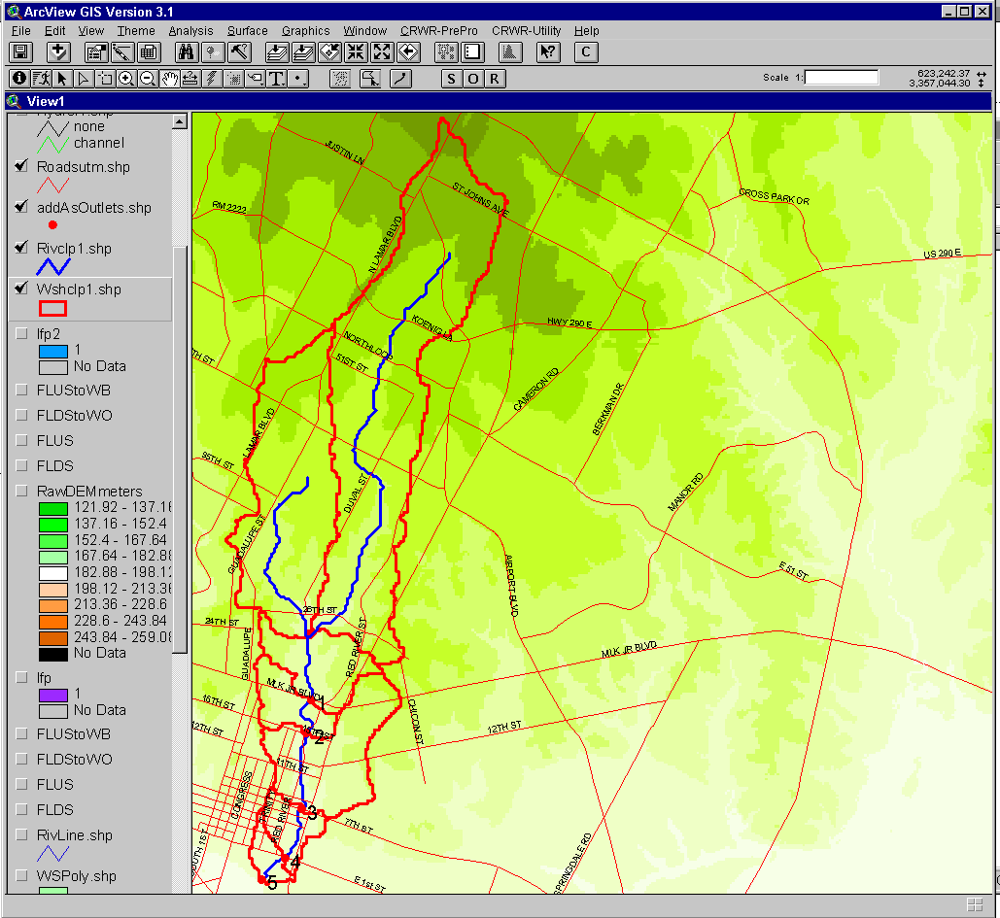 ArcView GIS Version 3.1
File Edit View Theme Analysis Surface Graphics Window CRWR-PrePro CRWR-Utility Help
C
T S O R Scale 1: 623,242.37
3,357,044.30
View1
none
channel
Roadsutm.shp
addAsOutlets.shp
Rivclp1.shp
Wshclp1.shp
lfp2
1
No Data
FLUStoWB
FLDStoWO
FLUS
FLDS
RawDEMmeters
121.92 - 137.16
137.16 - 152.4
152.4 - 167.64
167.64 - 182.88
182.88 - 198.12
198.12 - 213.36
213.36 - 228.6
228.6 - 243.84
243.84 - 259.08
No Data
lfp
1
No Data
FLUStoWB
FLDStoWO
FLUS
FLDS
RivLine.shp
WSPoly.shp
JUSTIN LN
ST JOHNS AVE
CROSS PARK DR
RM 2222
N LAMAR BLVD
US 290 E
KOENIG LA
HWY 290 E
NORTHLOOP
TH ST
51ST ST
CAMERON RD
BERKMAN DR
LAMAR BLVD
DUVAL ST
MANOR RD
GUADALUPE ST
AIRPORT BLVD
E 51 ST
26TH ST
24TH ST
GUADALUPE
RED RIVER ST
MLK JR BLVD
MLK JR BLVD
1
15TH ST
CHICON ST
12TH ST
12TH ST
2
11TH ST
CONGRESS
TRINITY
RED RIVER
3
7TH ST
SOUTH 1ST
4
5
E 1st ST
SPRINGDALE RD